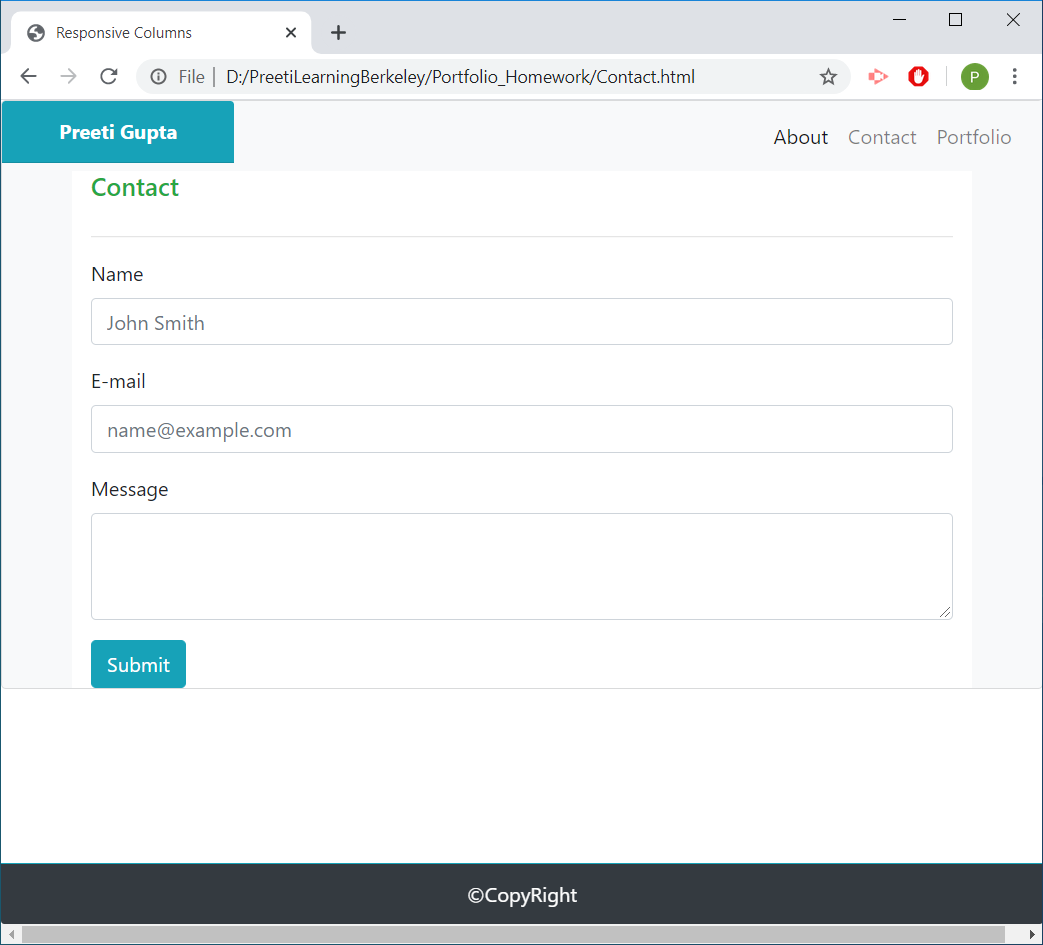 Responsive Columns
File | D:/PreetiLearningBerkeley/Portfolio_Homework/Contact.html
P
Preeti Gupta
About Contact Portfolio
Contact
Name
John Smith
E-mail
name@example.com
Message
Submit
©CopyRight